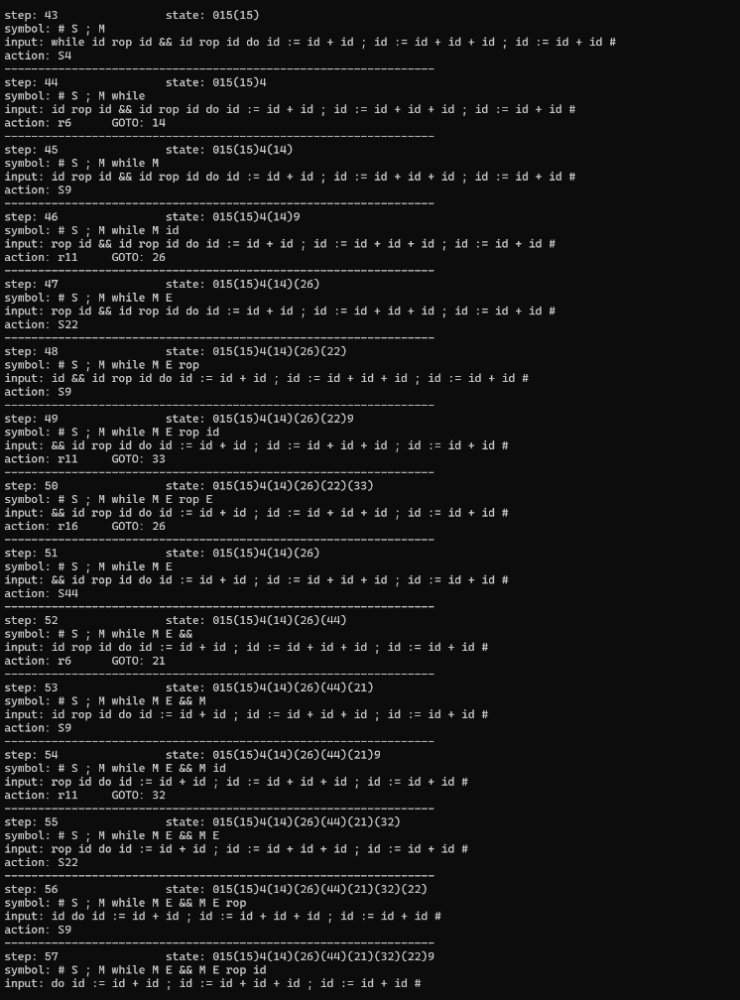 step: 43 state: 015(15)
symbol: # S ; M
input: while id rop id && id rop id do id := id + id ; id := id + id + id ; id := id + id #
action: S4
----------------------------------------------------------------
step: 44 state: 015(15)4
symbol: # S ; M while
input: id rop id && id rop id do id := id + id ; id := id + id + id ; id := id + id #
action: r6 GOTO: 14
----------------------------------------------------------------
step: 45 state: 015(15)4(14)
symbol: # S ; M while M
input: id rop id && id rop id do id := id + id ; id := id + id + id ; id := id + id #
action: S9
----------------------------------------------------------------
step: 46 state: 015(15)4(14)9
symbol: # S ; M while M id
input: rop id && id rop id do id := id + id ; id := id + id + id ; id := id + id #
action: r11 GOTO: 26
----------------------------------------------------------------
step: 47 state: 015(15)4(14)(26)
symbol: # S ; M while M E
input: rop id && id rop id do id := id + id ; id := id + id + id ; id := id + id #
action: S22
----------------------------------------------------------------
step: 48 state: 015(15)4(14)(26)(22)
symbol: # S ; M while M E rop
input: id && id rop id do id := id + id ; id := id + id + id ; id := id + id #
action: S9
----------------------------------------------------------------
step: 49 state: 015(15)4(14)(26)(22)9
symbol: # S ; M while M E rop id
input: && id rop id do id := id + id ; id := id + id + id ; id := id + id #
action: r11 GOTO: 33
----------------------------------------------------------------
step: 50 state: 015(15)4(14)(26)(22)(33)
symbol: # S ; M while M E rop E
input: && id rop id do id := id + id ; id := id + id + id ; id := id + id #
action: r16 GOTO: 26
----------------------------------------------------------------
step: 51 state: 015(15)4(14)(26)
symbol: # S ; M while M E
input: && id rop id do id := id + id ; id := id + id + id ; id := id + id #
action: S44
----------------------------------------------------------------
step: 52 state: 015(15)4(14)(26)(44)
symbol: # S ; M while M E &&
input: id rop id do id := id + id ; id := id + id + id ; id := id + id #
action: r6 GOTO: 21
----------------------------------------------------------------
step: 53 state: 015(15)4(14)(26)(44)(21)
symbol: # S ; M while M E && M
input: id rop id do id := id + id ; id := id + id + id ; id := id + id #
action: S9
----------------------------------------------------------------
step: 54 state: 015(15)4(14)(26)(44)(21)9
symbol: # S ; M while M E && M id
input: rop id do id := id + id ; id := id + id + id ; id := id + id #
action: r11 GOTO: 32
----------------------------------------------------------------
step: 55 state: 015(15)4(14)(26)(44)(21)(32)
symbol: # S ; M while M E && M E
input: rop id do id := id + id ; id := id + id + id ; id := id + id #
action: S22
----------------------------------------------------------------
step: 56 state: 015(15)4(14)(26)(44)(21)(32)(22)
symbol: # S ; M while M E && M E rop
input: id do id := id + id ; id := id + id + id ; id := id + id #
action: S9
----------------------------------------------------------------
step: 57 state: 015(15)4(14)(26)(44)(21)(32)(22)9
symbol: # S ; M while M E && M E rop id
input: do id := id + id ; id := id + id + id ; id := id + id #